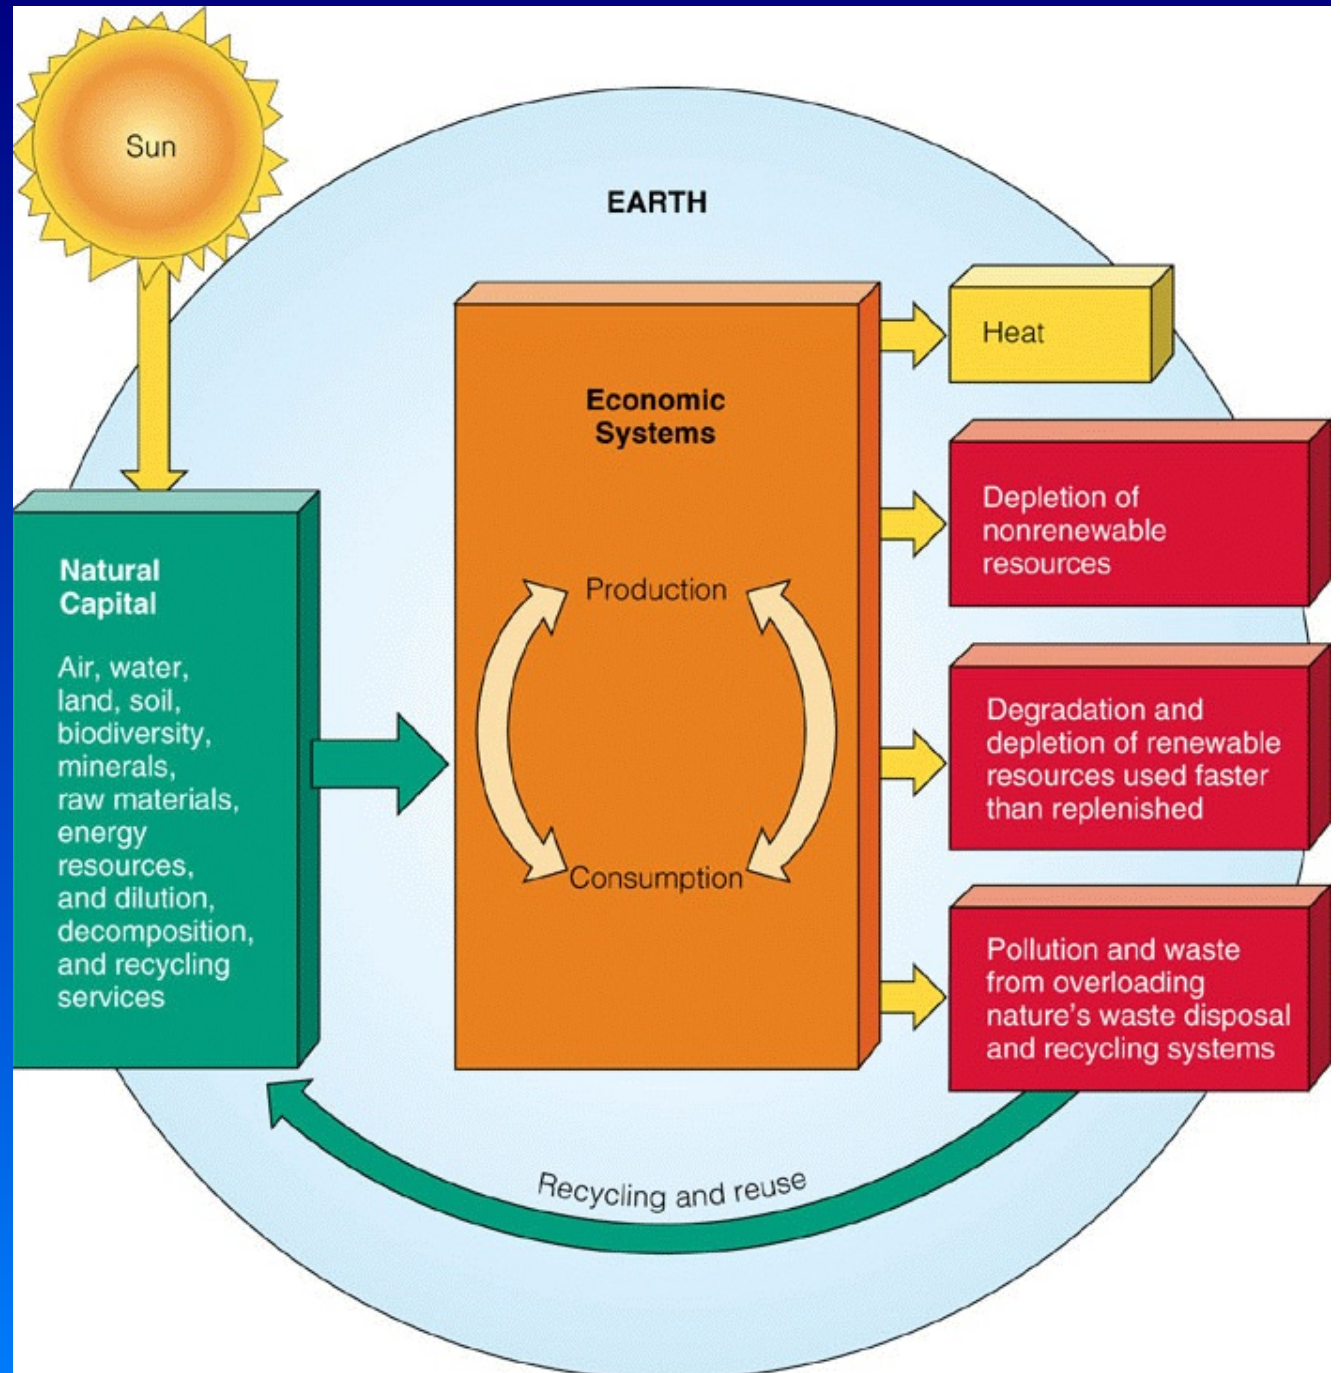 Sun
EARTH
Natural
Capital
Air, water,
land, soil,
biodiversity,
minerals,
raw materials,
energy
resources,
and dilution,
decomposition,
and recycling
services
Economic
Systems
Production
Consumption
Heat
Depletion of
nonrenewable
resources
Degradation and
depletion of renewable
resources used faster
than replenished
Pollution and waste
from overloading
nature's waste disposal
and recycling systems
Recycling and reuse